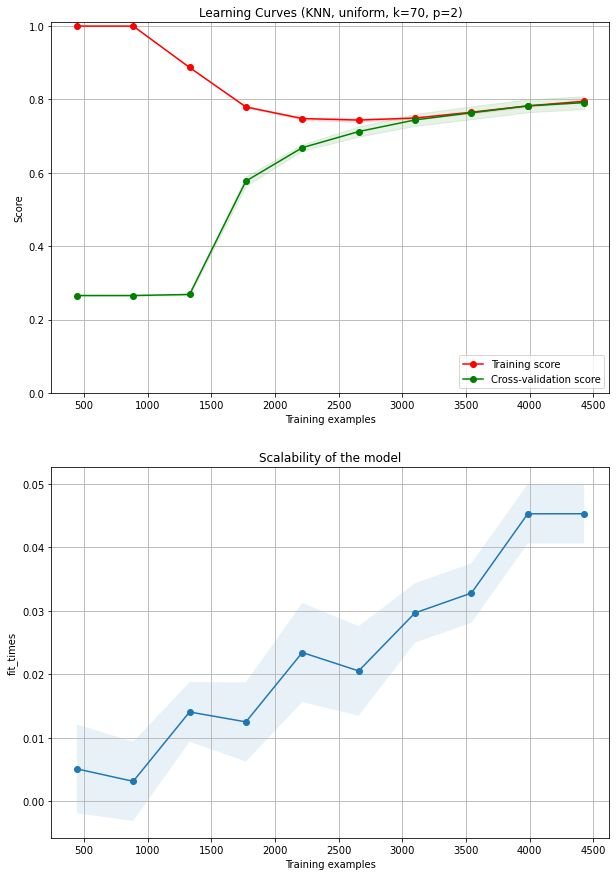 Learning Curves (KNN, uniform, k=70, p=2)
1.0
0.8
0.6
0.4
0.2
0.0
Score
Training score
Cross-validation score
500 1000 1500 2000 2500 3000 3500 4000 4500
Training examples
Scalability of the model
0.05
0.04
0.03
0.02
0.01
0.00
fit_times
500 1000 1500 2000 2500 3000 3500 4000 4500
Training examples